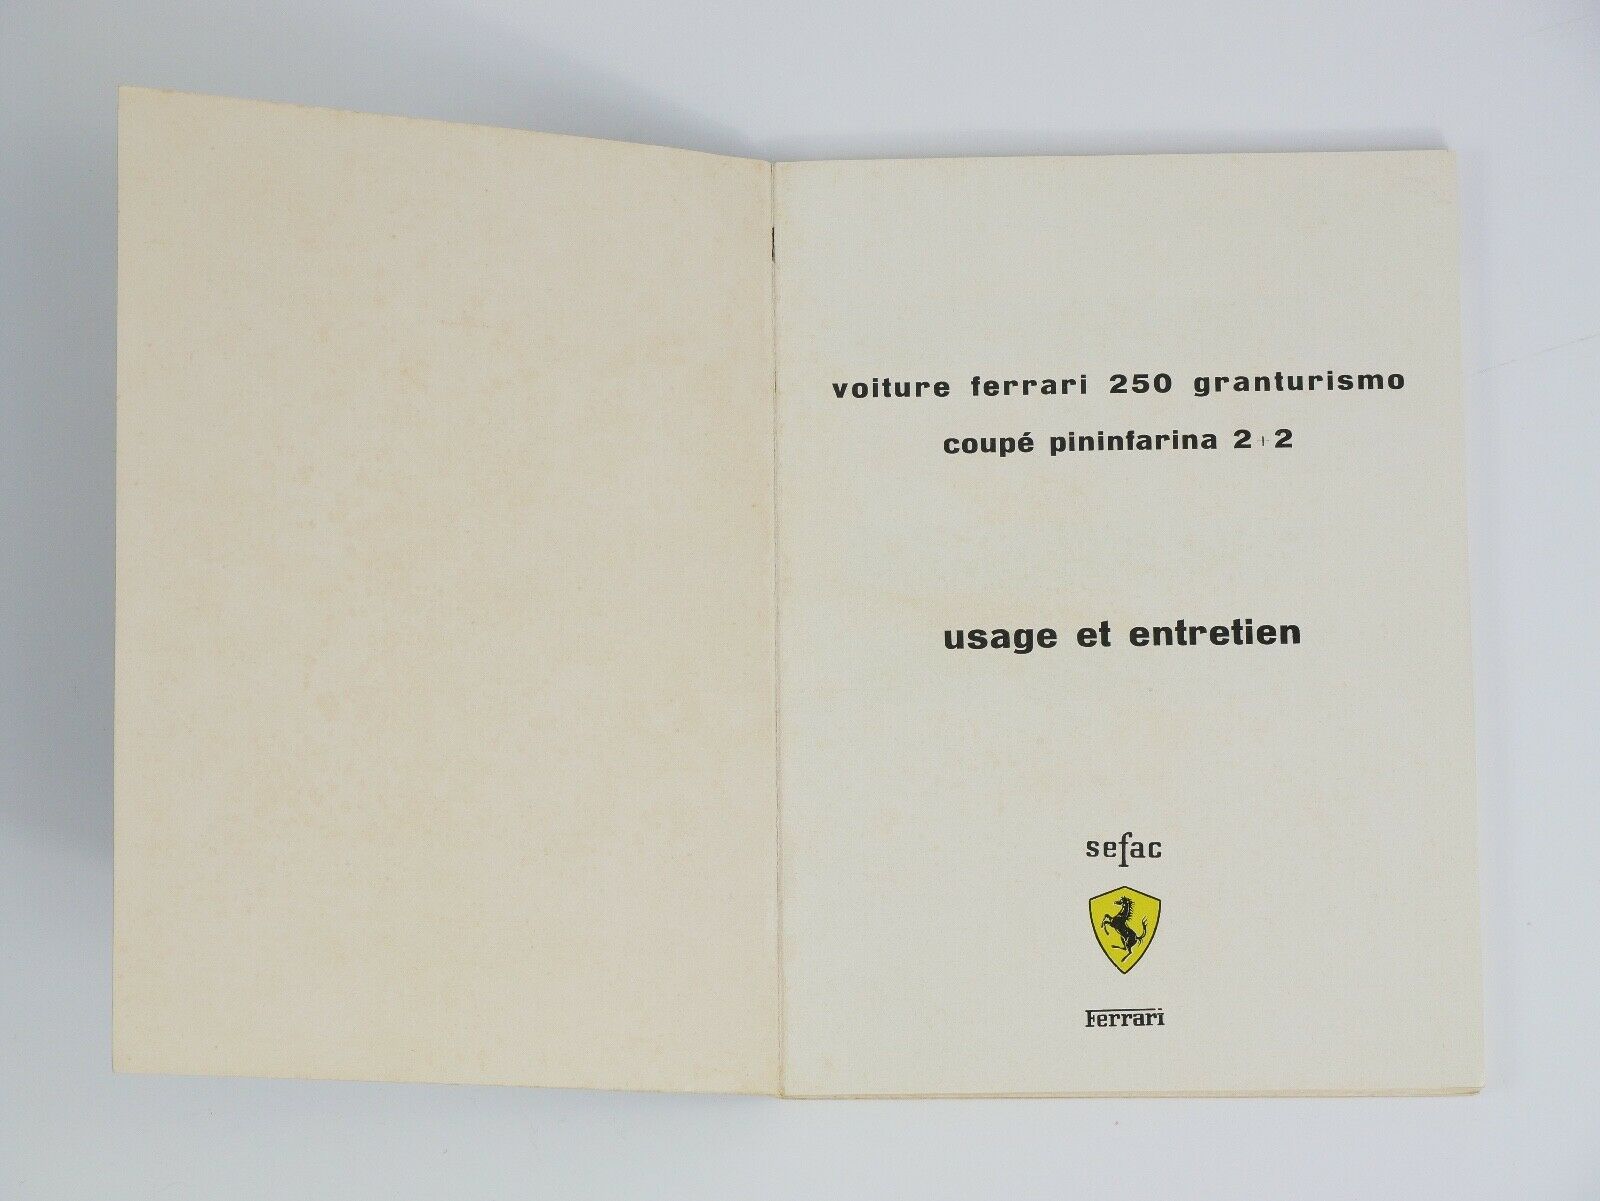 voiture ferrari 250 granturismo
coupé pininfarina 2+2
usage et entretien
sefac
Ferrari